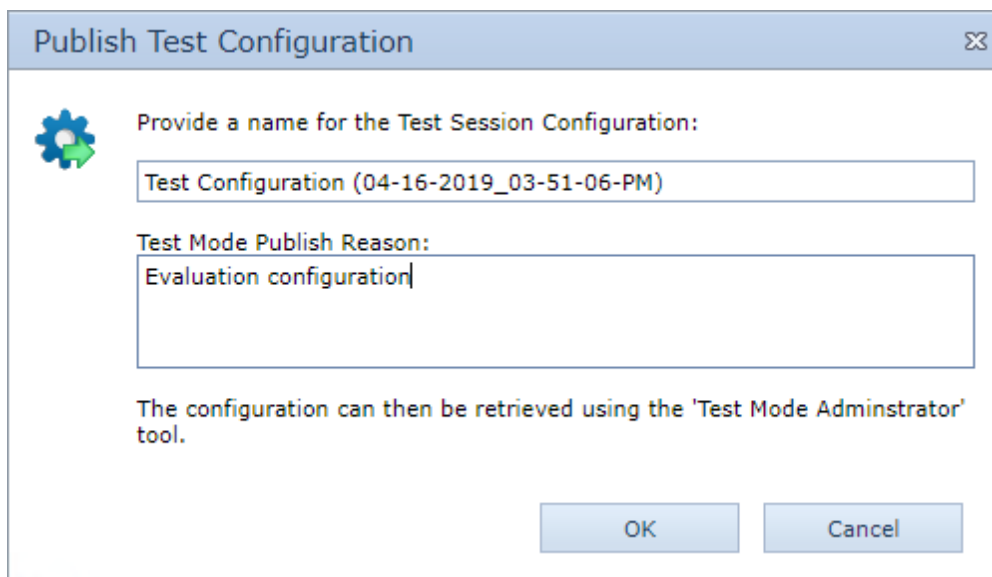 Publish Test Configuration
Provide a name for the Test Session Configuration:
Test Configuration (04-16-2019_03-51-06-PM)
Test Mode Publish Reason:
Evaluation configuration
The configuration can then be retrieved using the 'Test Mode Adminstrator'
tool.
OK
Cancel